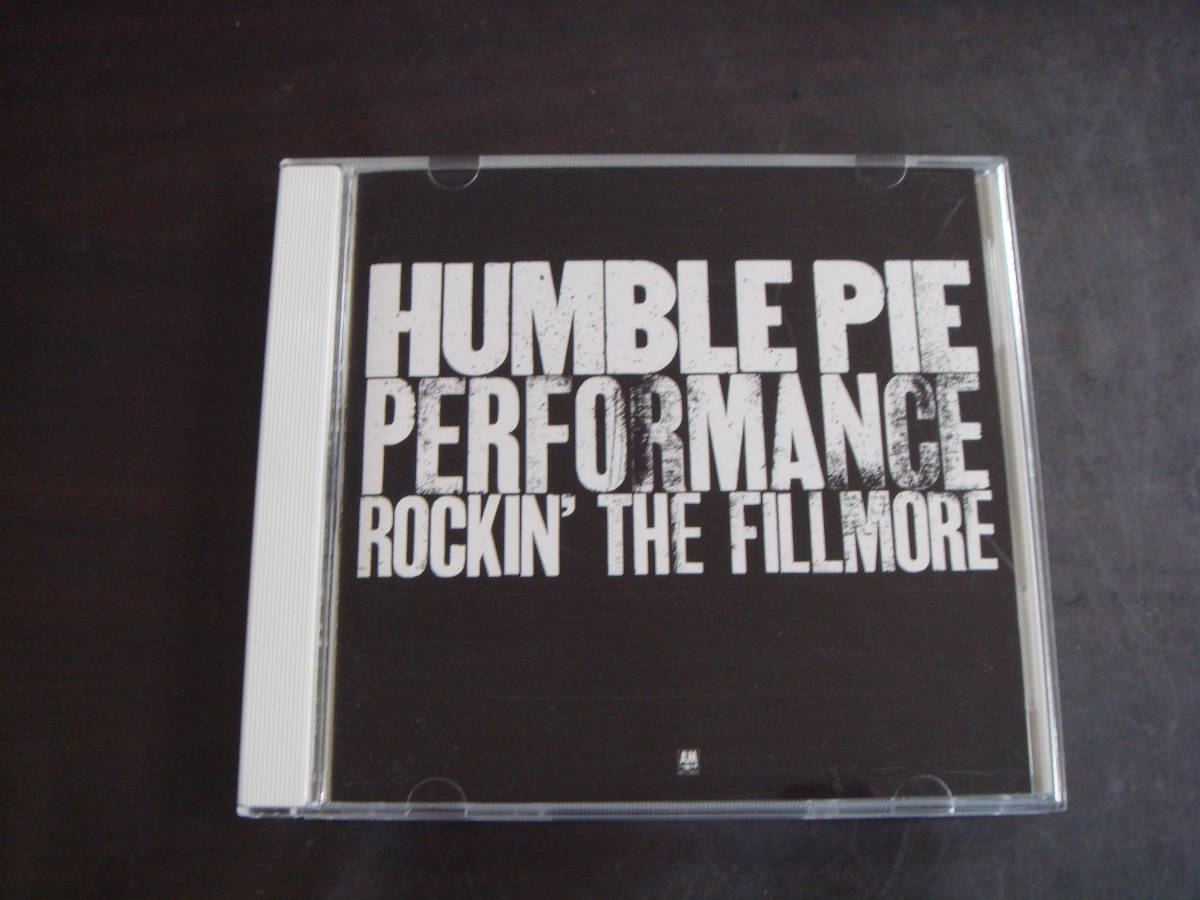 HUMBLE PIE
PERFORMANCE
ROCKIN' THE FILLMORE
A&M